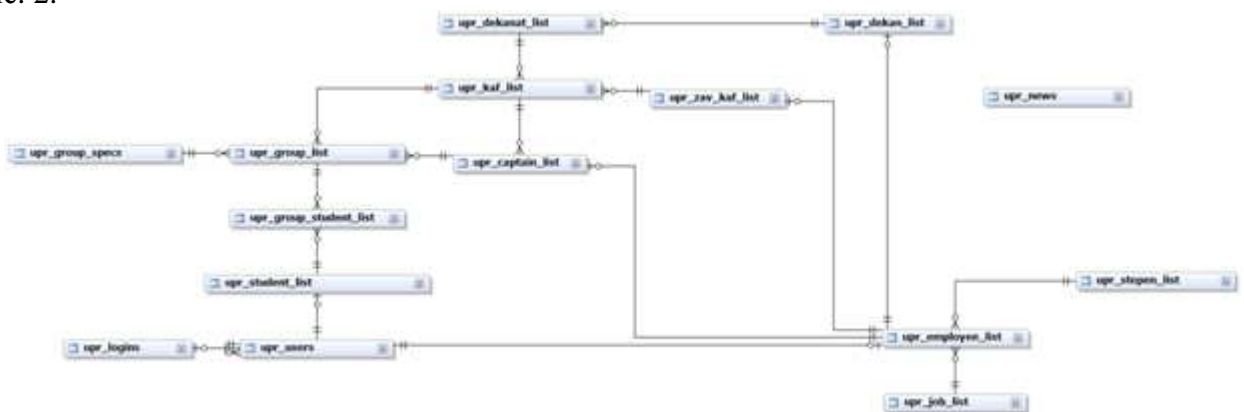 upr_dekanat_list
upr_dekan_list
upr_kaf_list
upr_zav_kaf_list
upr_news
upr_group_specs
upr_group_list
upr_captain_list
upr_group_student_list
upr_student_list
upr_stepen_list
upr_logins
upr_users
upr_employee_list
upr_job_list